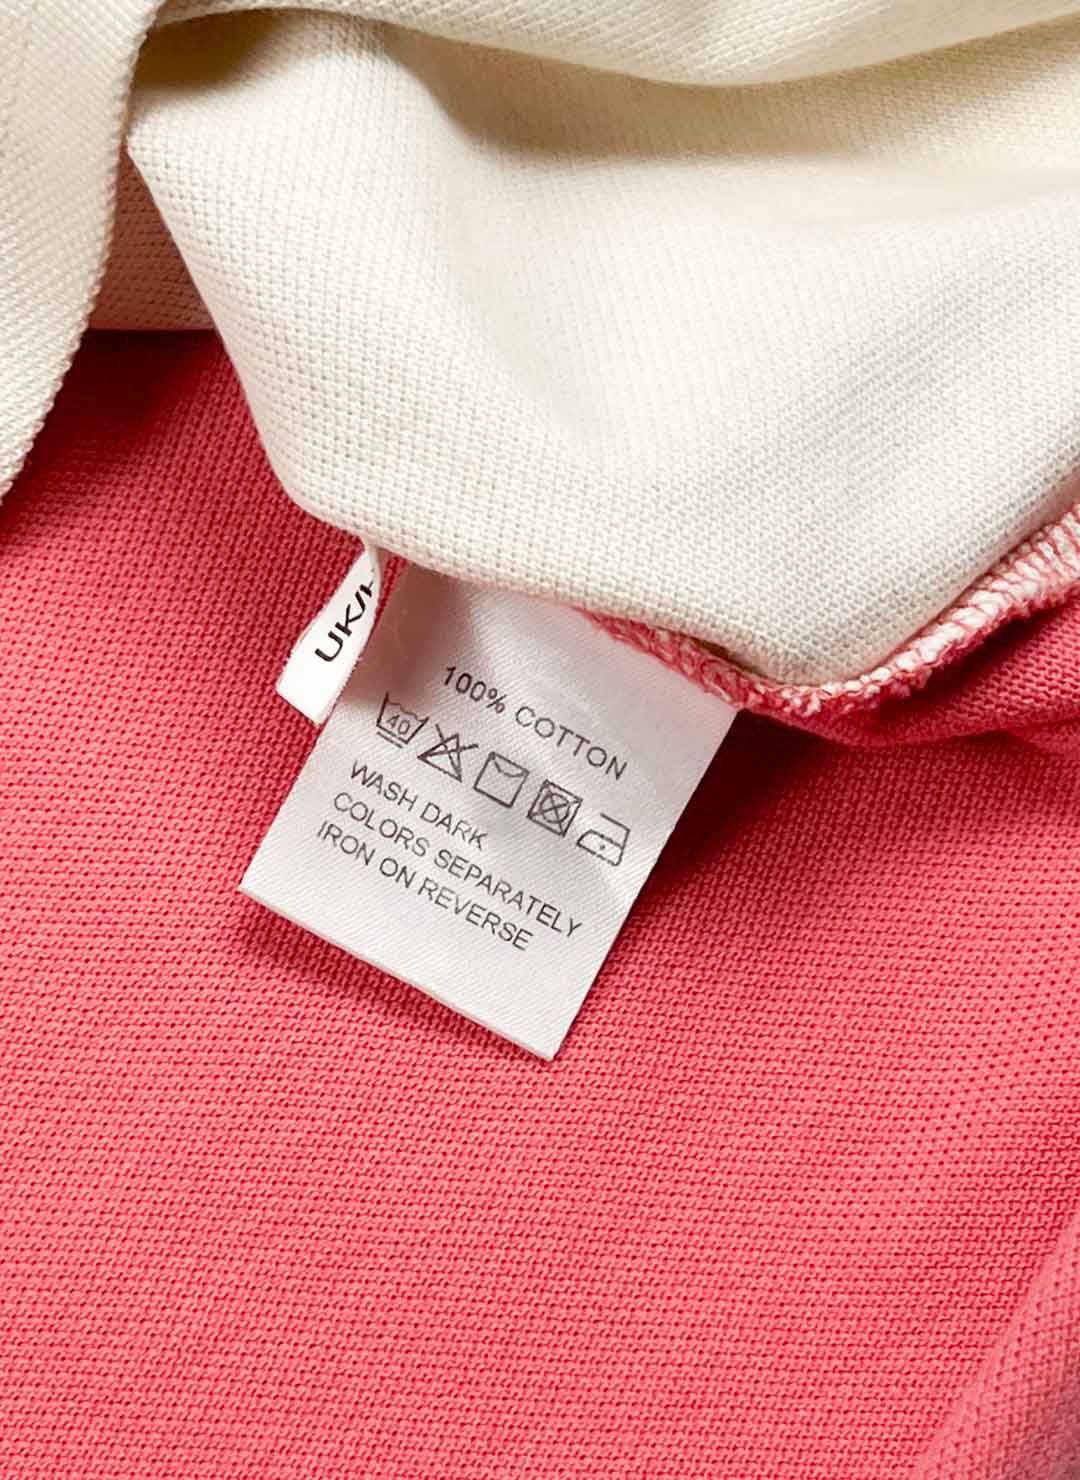 UK/
100% COTTON
40
WASH DARK
COLORS SEPARATELY
IRON ON REVERSE